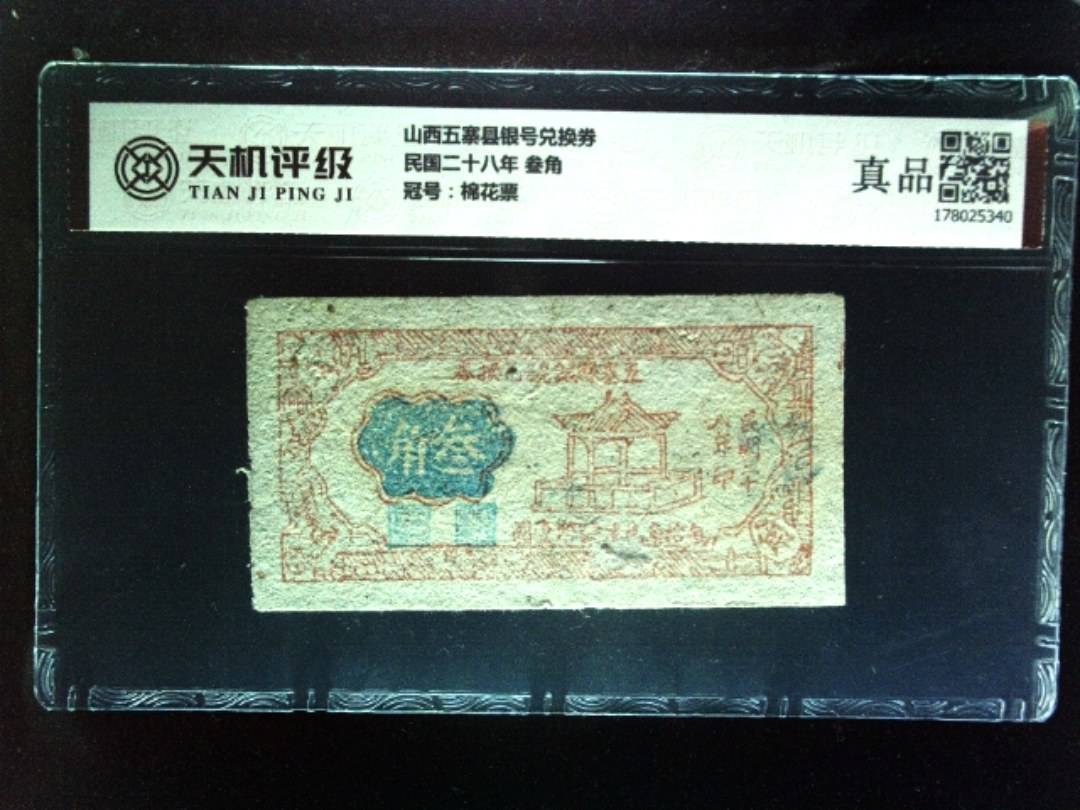 天机评级
TIAN JI PING JI
山西五寨县银号兑换券
民国二十八年 叁角
冠号：棉花票
真品
178025340
叁角